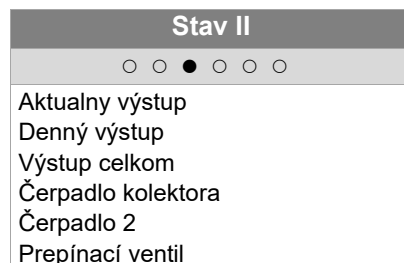 Stav II
Aktualny výstup
Denný výstup
Výstup celkom
Čerpadlo kolektora
Čerpadlo 2
Prepínací ventil